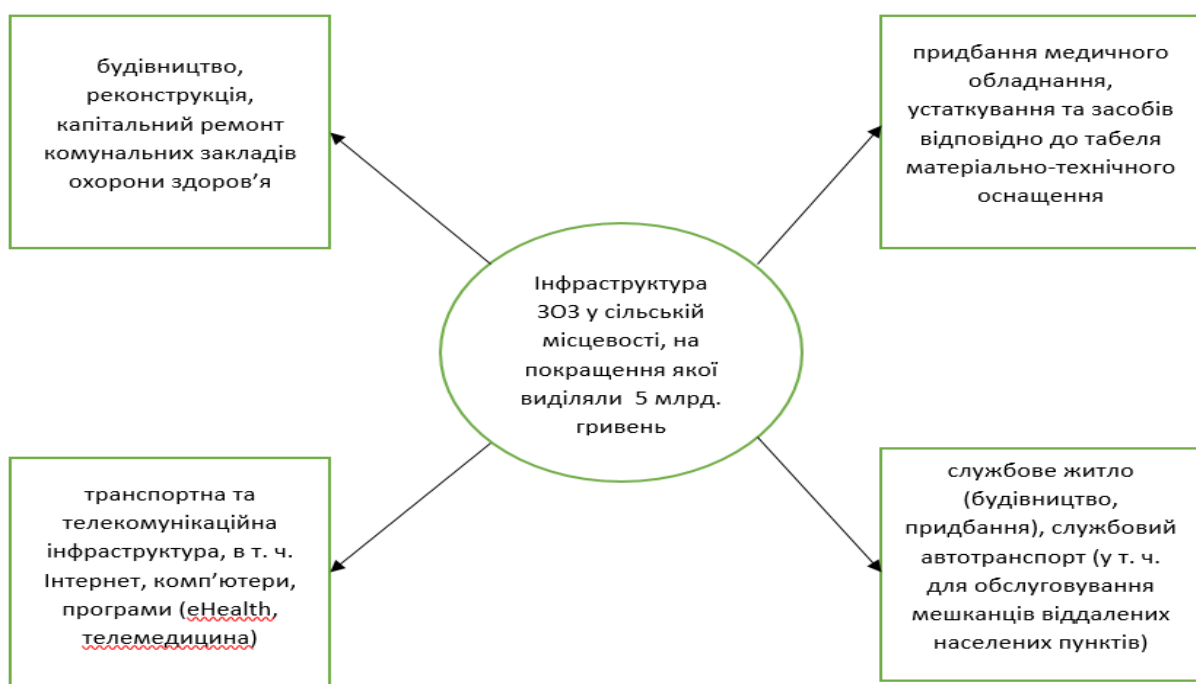 будівництво,
реконструкція,
капітальний ремонт
комунальних закладів
охорони здоров’я
придбання медичного
обладнання,
устаткування та засобів
відповідно до табеля
матеріально-технічного
оснащення
Інфраструктура
ЗОЗ у сільській
місцевості, на
покращення якої
виділяли 5 млрд.
гривень
транспортна та
телекомунікаційна
інфраструктура, в т. ч.
Інтернет, комп’ютери,
програми (eHealth,
телемедицина)
службове житло
(будівництво,
придбання), службовий
автотранспорт (у т. ч.
для обслуговування
мешканців віддалених
населених пунктів)